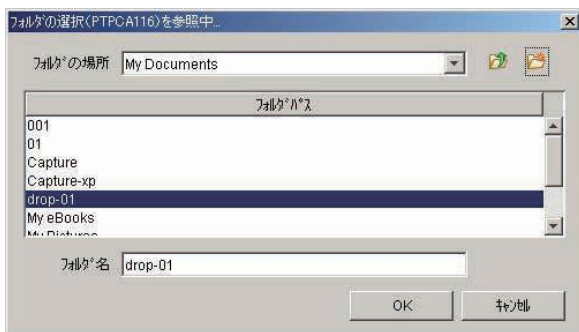 ﾌｫﾙﾀﾞの選択(PTPCA116)を参照中...
ﾌｫﾙﾀﾞの場所 My Documents
ﾌｫﾙﾀﾞﾊﾟｽ
001
01
Capture
Capture-xp
drop-01
My eBooks
My Pictures
ﾌｫﾙﾀﾞ名 drop-01
OK ｷｬﾝｾﾙ